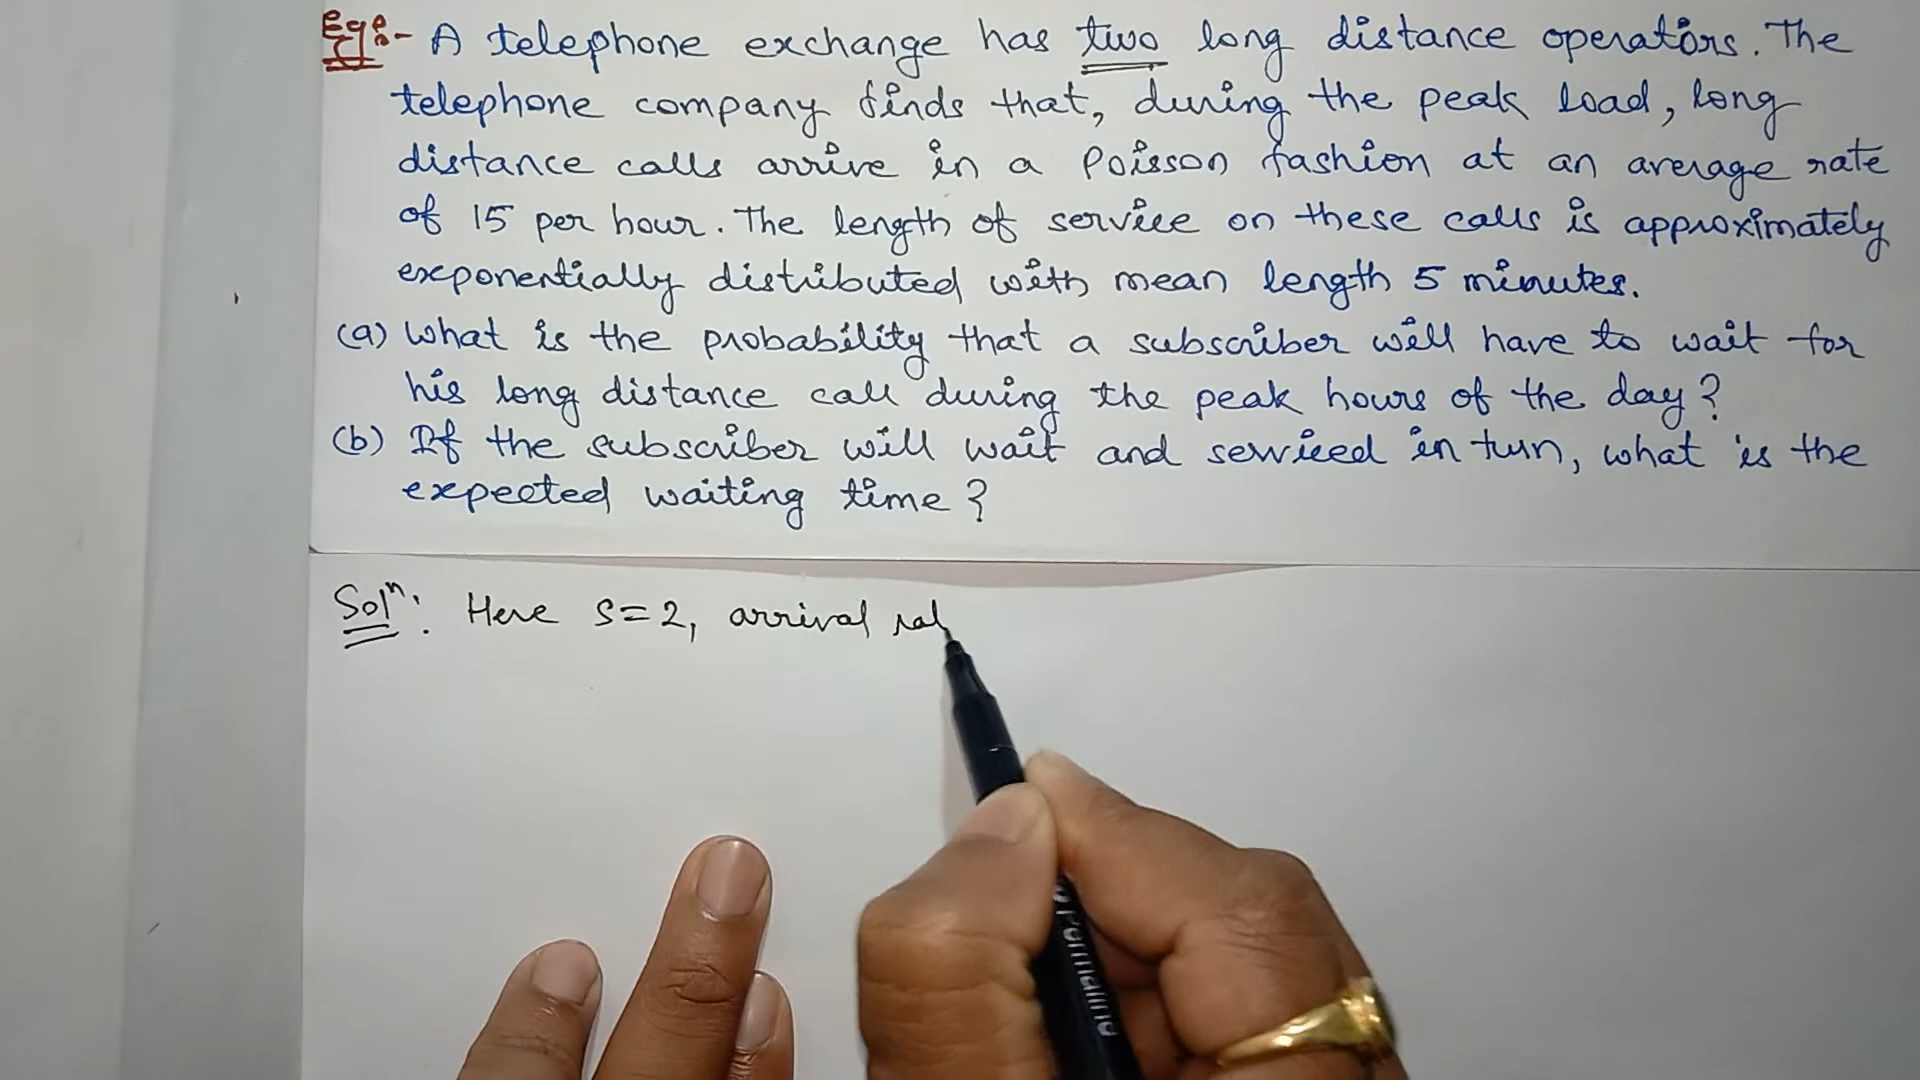 Eg:- A telephone exchange has two long distance operators. The
telephone company finds that, during the peak load, long
distance calls arrive in a Poisson fashion at an average rate
of 15 per hour. The length of service on these calls is approximately
exponentially distributed with mean length 5 minutes.
(a) What is the probability that a subscriber will have to wait for
his long distance call during the peak hours of the day?
(b) If the subscriber will wait and serviced in turn, what is the
expected waiting time?
Solⁿ: Here S=2, arrival rat